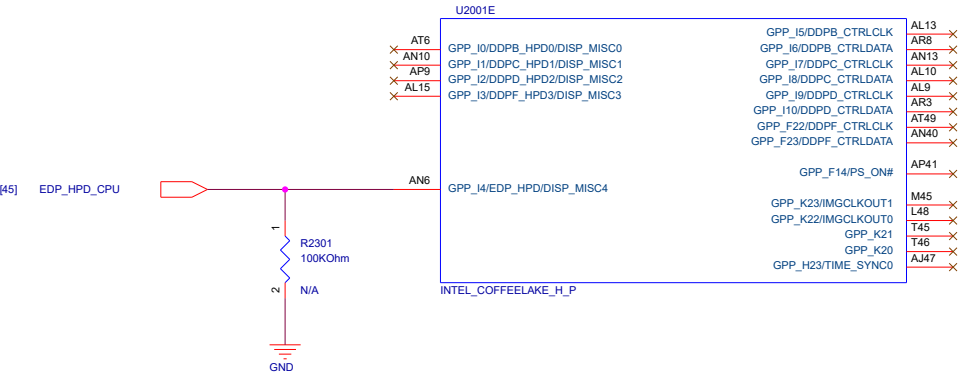 U2001E
AT6 GPP_I0/DDPB_HPD0/DISP_MISC0
AN10 GPP_I1/DDPC_HPD1/DISP_MISC1
AP9 GPP_I2/DDPD_HPD2/DISP_MISC2
AL15 GPP_I3/DDPF_HPD3/DISP_MISC3
GPP_I5/DDPB_CTRLCLK AL13
GPP_I6/DDPB_CTRLDATA AR8
GPP_I7/DDPC_CTRLCLK AN13
GPP_I8/DDPC_CTRLDATA AL10
GPP_I9/DDPD_CTRLCLK AL9
GPP_I10/DDPD_CTRLDATA AR3
GPP_F22/DDPF_CTRLCLK AT49
GPP_F23/DDPF_CTRLDATA AN40
GPP_F14/PS_ON# AP41
[45] EDP_HPD_CPU AN6 GPP_I4/EDP_HPD/DISP_MISC4
GPP_K23/IMGCLKOUT1 M45
GPP_K22/IMGCLKOUT0 L48
GPP_K21 T45
GPP_K20 T46
GPP_H23/TIME_SYNC0 AJ47
1
R2301
100KOhm
2 N/A
INTEL_COFFEELAKE_H_P
GND